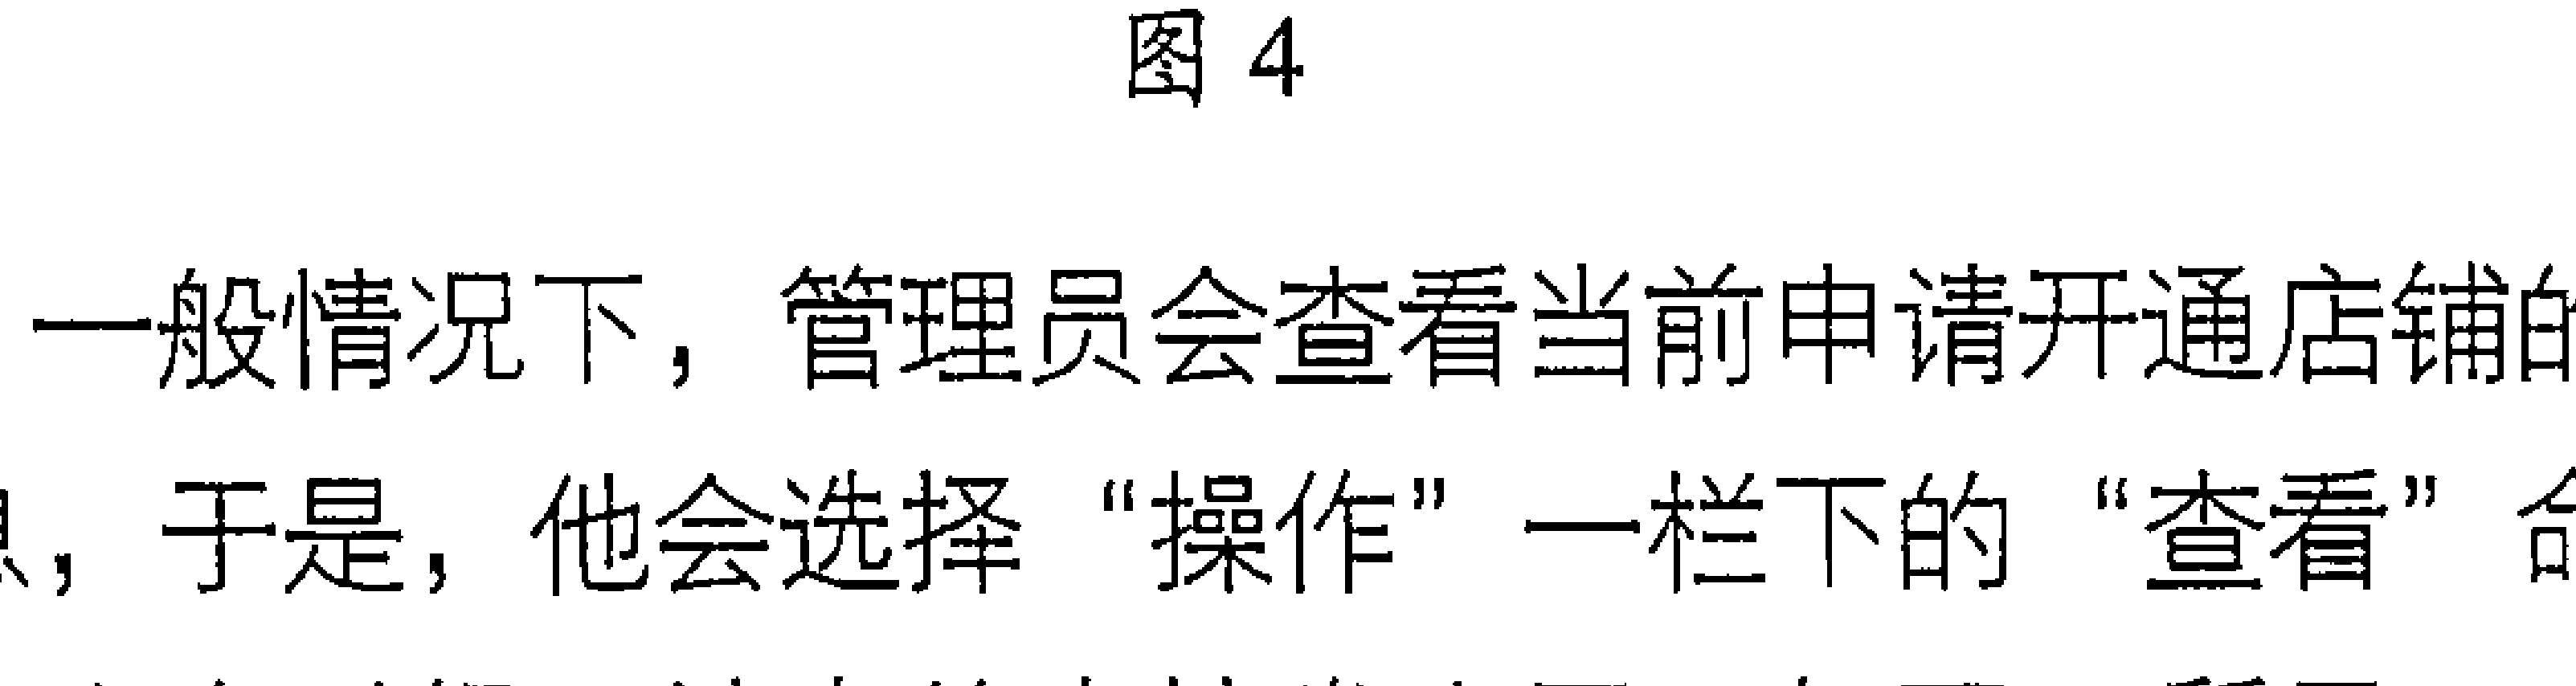 图 4
一般情况下，管理员会查看当前申请开通店铺的
，于是，他会选择“操作”一栏下的“查看”